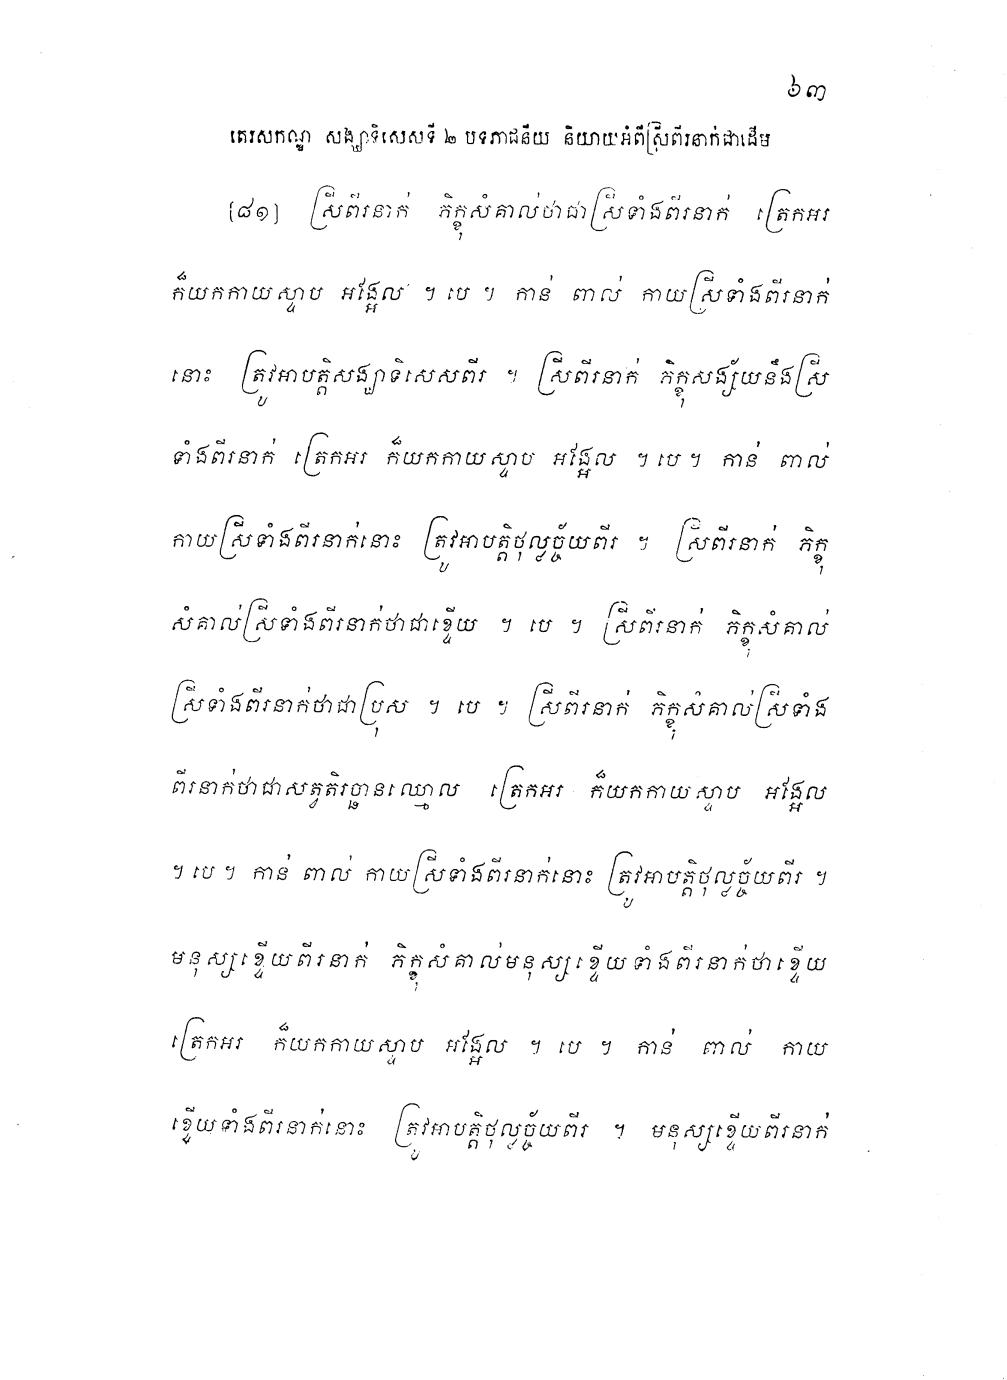 ៦៣
តេរសកណ្ឌ សង្ឃាទិសេសទី ២ បទភាជនីយ និយាយអំពីស្រីពីរនាក់ជាដើម
[៨១] ស្រីពីរនាក់ ភិក្ខុសំគាល់ថាជាស្រីទាំងពីរនាក់ ត្រេកអរ
ក៏យកកាយស្ទាប អង្អែល ។ បេ ។ កាន់ ពាល់ កាយស្រីទាំងពីរនាក់
នោះ ត្រូវអាបត្តិសង្ឃាទិសេសពីរ ។ ស្រីពីរនាក់ ភិក្ខុសង្ស័យនឹងស្រី
ទាំងពីរនាក់ ត្រេកអរ ក៏យកកាយស្ទាប អង្អែល ។ បេ ។ កាន់ ពាល់
កាយស្រីទាំងពីរនាក់នោះ ត្រូវអាបត្តិថុល្លច្ច័យពីរ ។ ស្រីពីរនាក់ ភិក្ខុ
សំគាល់ស្រីទាំងពីរនាក់ថាជាខ្ទើយ ។ បេ ។ ស្រីពីរនាក់ ភិក្ខុសំគាល់
ស្រីទាំងពីរនាក់ថាជាប្រុស ។ បេ ។ ស្រីពីរនាក់ ភិក្ខុសំគាល់ស្រីទាំង
ពីរនាក់ថាជាសត្វតិរច្ឆានឈ្មោល ត្រេកអរ ក៏យកកាយស្ទាប អង្អែល
។ បេ ។ កាន់ ពាល់ កាយស្រីទាំងពីរនាក់នោះ ត្រូវអាបត្តិថុល្លច្ច័យពីរ ។
មនុស្សខ្ទើយពីរនាក់ ភិក្ខុសំគាល់មនុស្សខ្ទើយទាំងពីរនាក់ថាខ្ទើយ
ត្រេកអរ ក៏យកកាយស្ទាប អង្អែល ។ បេ ។ កាន់ ពាល់ កាយ
ខ្ទើយទាំងពីរនាក់នោះ ត្រូវអាបត្តិថុល្លច្ច័យពីរ ។ មនុស្សខ្ទើយពីរនាក់